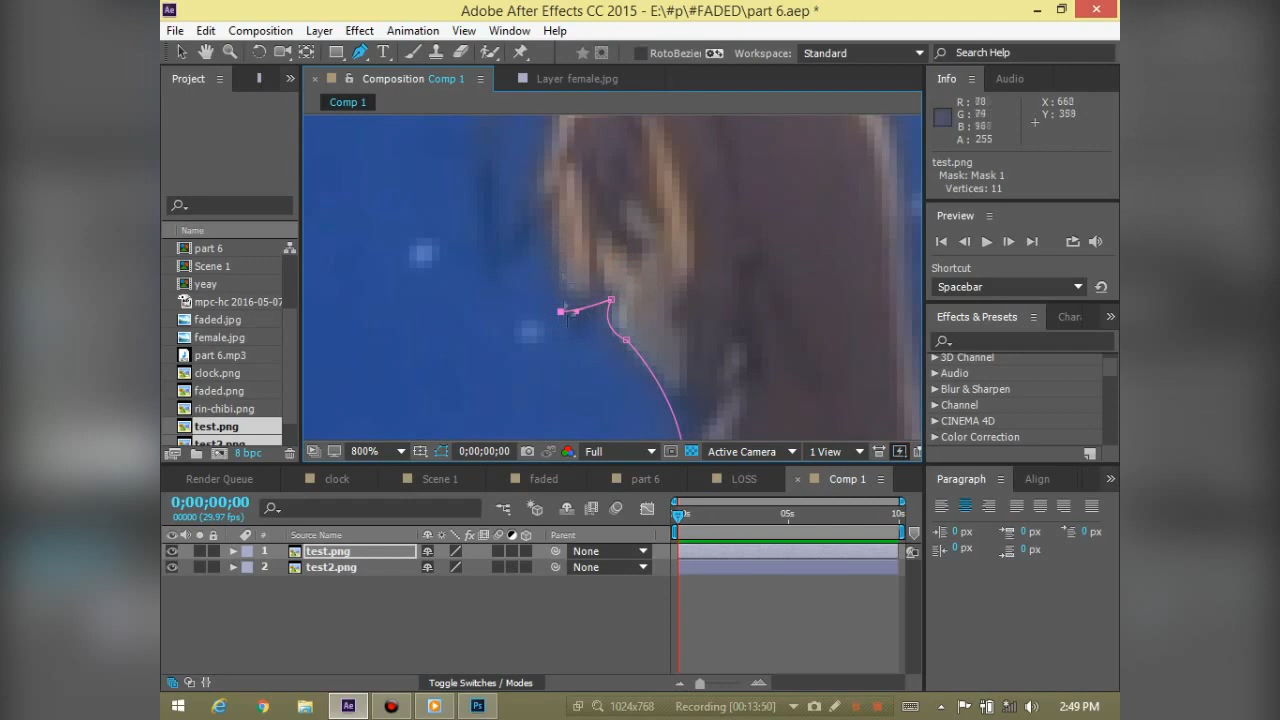 Adobe After Effects CC 2015 - E:\#p\#FADED\part 6.aep *
File Edit Composition Layer Effect Animation View Window Help
RotoBezier Workspace: Standard Search Help
Project Composition Comp 1 Layer female.jpg Info Audio
Comp 1
R:
G:
B:
A: 255
X: 660
Y: 359
test.png
Mask: Mask 1
Vertices: 11
Preview
Shortcut
Spacebar
Effects & Presets
3D Channel
Audio
Blur & Sharpen
Channel
CINEMA 4D
Color Correction
Name
part 6
Scene 1
yeay
mpc-hc 2016-05-07
faded.jpg
female.jpg
part 6.mp3
clock.png
faded.png
rin-chibi.png
test.png
test2.png
8 bpc
800% 0;00;00;00 Full Active Camera 1 View
Render Queue clock Scene 1 faded part 6 LOSS Comp 1 Paragraph Align
0;00;00;00
00000 (29.97 fps)
05s 10s
# Source Name Parent
1 test.png None
2 test2.png None
0 px 0 px 0 px
0 px 0 px
Toggle Switches / Modes
1024x768 Recording [00:13:50] 2:49 PM